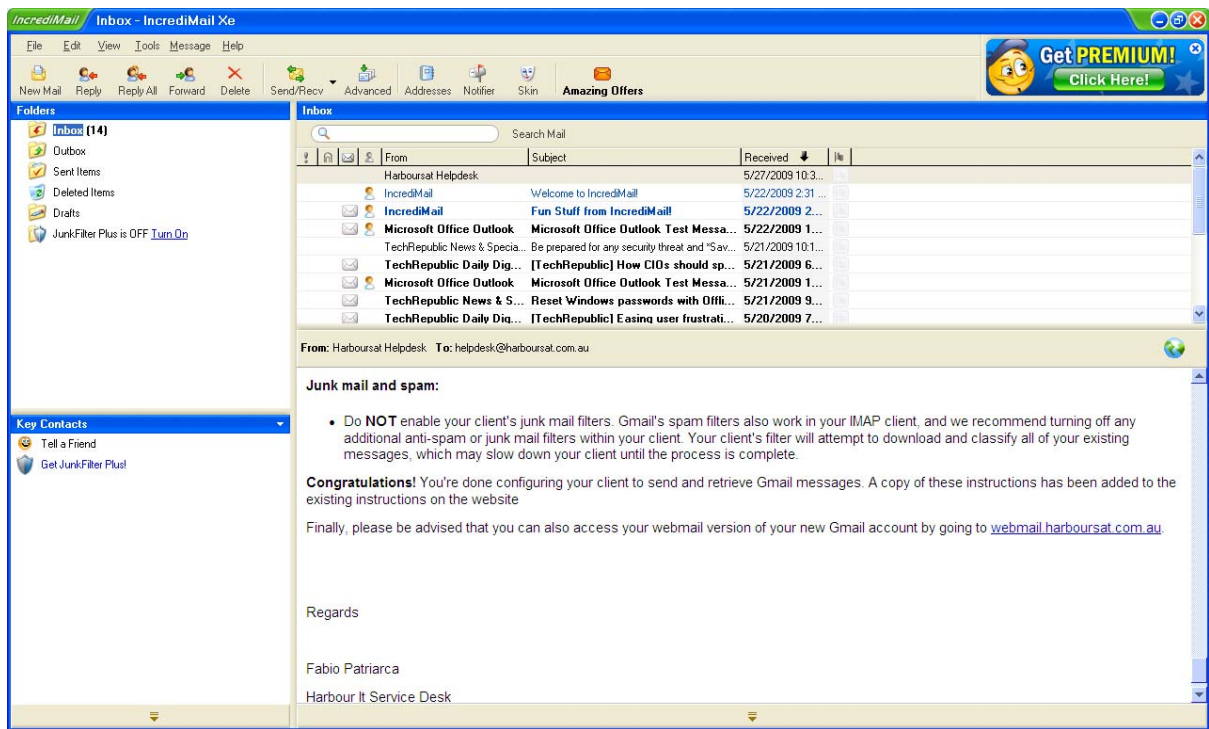 IncrediMail Inbox - IncrediMail Xe
File Edit View Tools Message Help
Get PREMIUM!
Click Here!
New Mail Reply Reply All Forward Delete Send/Recv Advanced Addresses Notifier Skin Amazing Offers
Folders
Inbox (14)
Outbox
Sent Items
Deleted Items
Drafts
JunkFilter Plus is OFF Turn On
Key Contacts
Tell a Friend
Get JunkFilter Plus!
Inbox
Search Mail
! From Subject Received
Harboursat Helpdesk 5/27/2009 10:3...
IncrediMail Welcome to IncrediMail! 5/22/2009 2:31 ...
IncrediMail Fun Stuff from IncrediMail! 5/22/2009 2...
Microsoft Office Outlook Microsoft Office Outlook Test Messa... 5/22/2009 1...
TechRepublic News & Specia... Be prepared for any security threat and "Sav... 5/21/2009 10:1...
TechRepublic Daily Dig... [TechRepublic] How CIOs should sp... 5/21/2009 6...
Microsoft Office Outlook Microsoft Office Outlook Test Messa... 5/21/2009 1...
TechRepublic News & S... Reset Windows passwords with Offli... 5/21/2009 9...
TechRepublic Daily Dig... [TechRepublic] Easing user frustrati... 5/20/2009 7...
From: Harboursat Helpdesk To: helpdesk@harboursat.com.au
Junk mail and spam:
• Do NOT enable your client's junk mail filters. Gmail's spam filters also work in your IMAP client, and we recommend turning off any
additional anti-spam or junk mail filters within your client. Your client's filter will attempt to download and classify all of your existing
messages, which may slow down your client until the process is complete.
Congratulations! You're done configuring your client to send and retrieve Gmail messages. A copy of these instructions has been added to the
existing instructions on the website
Finally, please be advised that you can also access your webmail version of your new Gmail account by going to webmail.harboursat.com.au.
Regards
Fabio Patriarca
Harbour It Service Desk